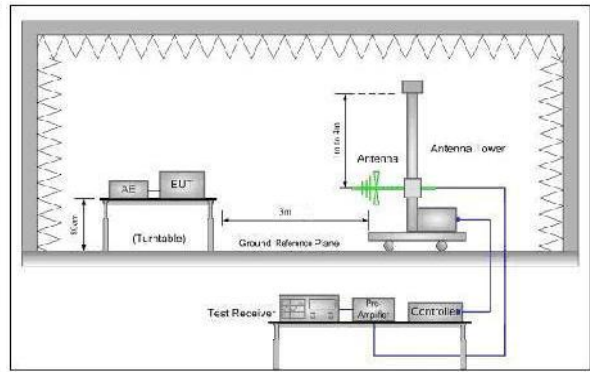 1m to 4m
Antenna
Antenna Tower
AE
EUT
80cm
3m
(Turntable)
Ground Reference Plane
Test Receiver
Pre-
Amplifier
Controller